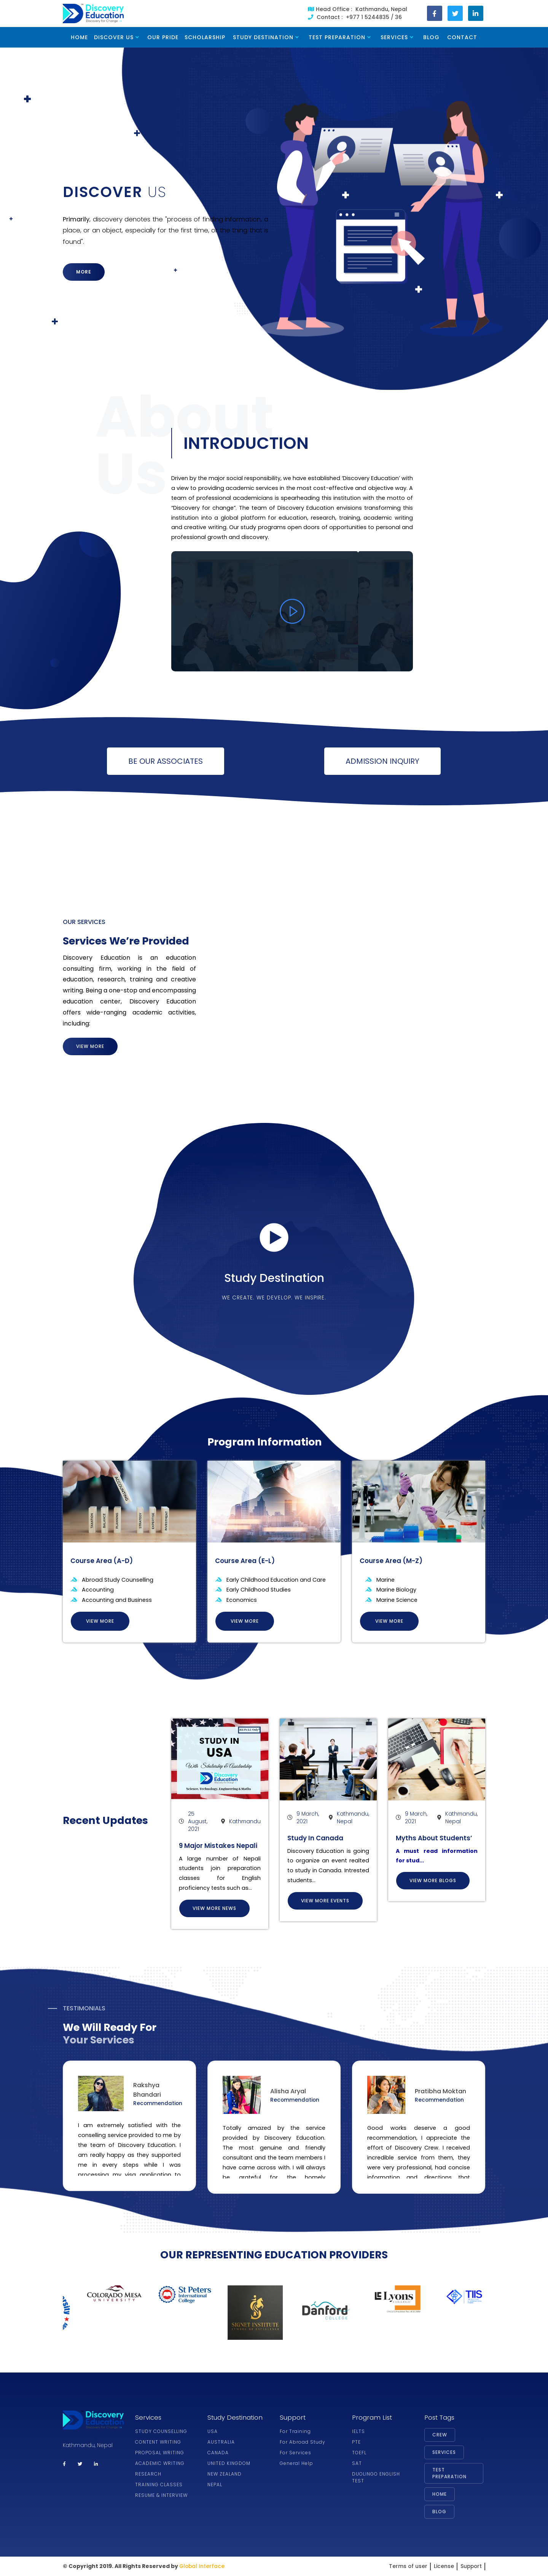 Discovery
Education
Discovery for Change
Head Office : Kathmandu, Nepal
Contact : +977 1 5244835 / 36
HOME DISCOVER US OUR PRIDE SCHOLARSHIP STUDY DESTINATION TEST PREPARATION SERVICES BLOG CONTACT
DISCOVER US
Primarily, discovery denotes the "process of finding information, a
place, or an object, especially for the first time, or the thing that is
found".
MORE
About
Us
INTRODUCTION
Driven by the major social responsibility, we have established 'Discovery Education' with
a view to providing academic services in the most cost-effective and objective way. A
team of professional academicians is spearheading this institution with the motto of
"Discovery for change". The team of Discovery Education envisions transforming this
institution into a global platform for education, research, training, academic writing
and creative writing. Our study programs open doors of opportunities to personal and
professional growth and discovery.
BE OUR ASSOCIATES
ADMISSION INQUIRY
OUR SERVICES
Services We're Provided
Discovery Education is an education
consulting firm, working in the field of
education, research, training and creative
writing. Being a one-stop and encompassing
education center, Discovery Education
offers wide-ranging academic activities,
including:
VIEW MORE
Study Destination
WE CREATE. WE DEVELOP. WE INSPIRE.
Program Information
Course Area (A-D)
Abroad Study Counselling
Accounting
Accounting and Business
VIEW MORE
Course Area (E-L)
Early Childhood Education and Care
Early Childhood Studies
Economics
VIEW MORE
Course Area (M-Z)
Marine
Marine Biology
Marine Science
VIEW MORE
Recent Updates
STUDY IN
USA
With Scholarship & Assistantship
Discovery
Education
Science, Technology, Engineering & Maths
25
August,
2021
Kathmandu
9 Major Mistakes Nepali
A large number of Nepali
students join preparation
classes for English
proficiency tests such as...
VIEW MORE NEWS
9 March,
2021
Kathmandu,
Nepal
Study In Canada
Discovery Education is going
to organize an event realted
to study in Canada. Intrested
students...
VIEW MORE EVENTS
9 March,
2021
Kathmandu,
Nepal
Myths About Students'
A must read information
for stud...
VIEW MORE BLOGS
TESTIMONIALS
We Will Ready For
Your Services
Rakshya
Bhandari
Recommendation
I am extremely satisfied with the
conselling service provided to me by
the team of Discovery Education. I
am really happy as they supported
me in every steps while I was
processing my visa application to
Alisha Aryal
Recommendation
Totally amazed by the service
provided by Discovery Education.
The most genuine and friendly
consultant and the team members I
have came across with. I will always
be grateful for the homely
Pratibha Moktan
Recommendation
Good works deserve a good
recommendation, I appreciate the
effort of Discovery Crew. I received
incredible service from them, they
were very professional, had concise
information and directions that
OUR REPRESENTING EDUCATION PROVIDERS
COLORADO MESA
UNIVERSITY
St Peters
International
College
SIGNET INSTITUTE
Danford
COLLEGE
Lyons
TIIS
Discovery
Education
Kathmandu, Nepal
Services
STUDY COUNSELLING
CONTENT WRITING
PROPOSAL WRITING
ACADEMIC WRITING
RESEARCH
TRAINING CLASSES
RESUME & INTERVIEW
Study Destination
USA
AUSTRALIA
CANADA
UNITED KINGDOM
NEW ZEALAND
NEPAL
Support
For Training
For Abroad Study
For Services
General Help
Program List
IELTS
PTE
TOEFL
SAT
DUOLINGO ENGLISH
TEST
Post Tags
CREW
SERVICES
TEST
PREPARATION
HOME
BLOG
© Copyright 2019. All Rights Reserved by Global Interface
Terms of user | License | Support |